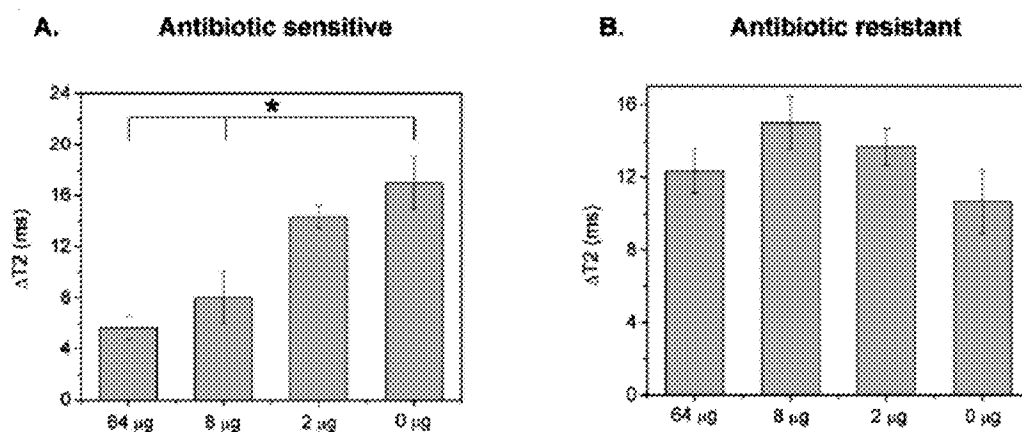 A. Antibiotic sensitive
B. Antibiotic resistant
24
20
16
12
8
4
0
ΔT2 (ms)
*
64 µg 8 µg 2 µg 0 µg
16
12
8
4
0
ΔT2 (ms)
64 µg 8 µg 2 µg 0 µg